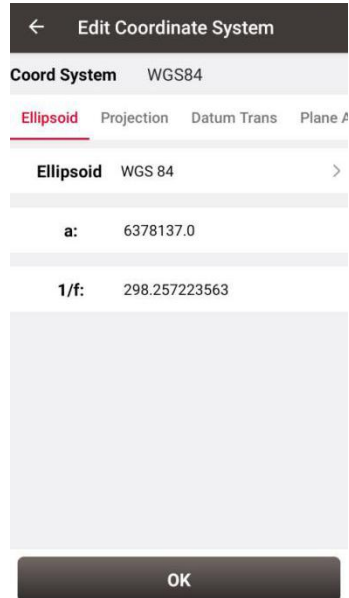 Edit Coordinate System
Coord System WGS84
Ellipsoid Projection Datum Trans Plane A
Ellipsoid WGS 84
a: 6378137.0
1/f: 298.257223563
OK